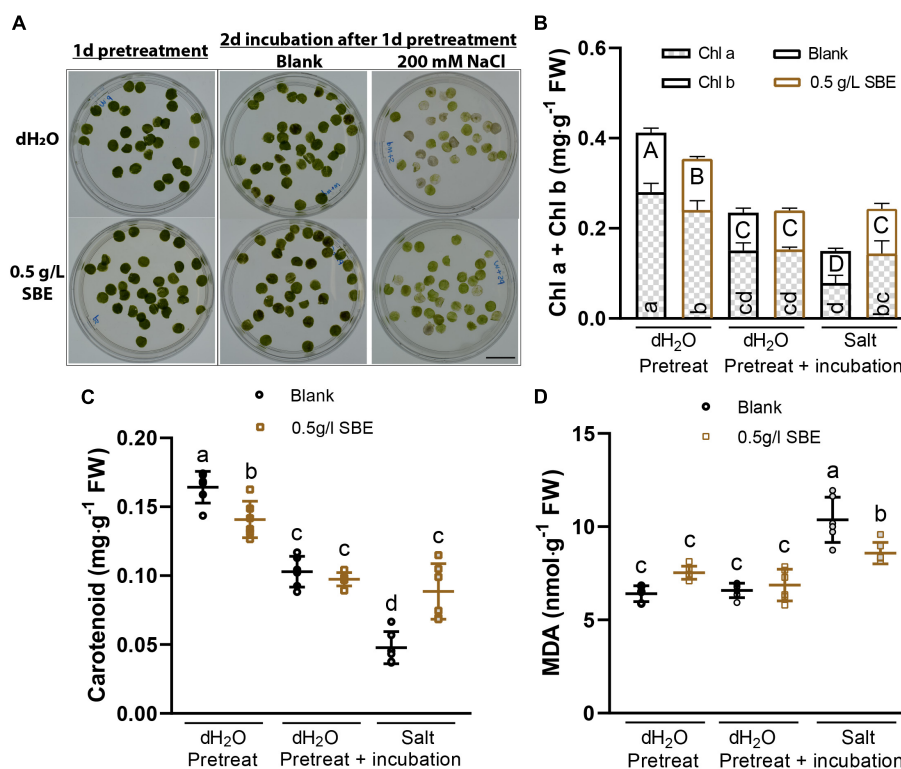 A
1d pretreatment
2d incubation after 1d pretreatment
Blank
200 mM NaCl
dH₂O
0.5 g/L
SBE
B
Chl a + Chl b (mg·g⁻¹ FW)
0.6
0.4
0.2
0.0
Chl a
Blank
Chl b
0.5 g/L SBE
A
B
C
C
D
C
a
b
cd
cd
d
bc
dH₂O
dH₂O
Salt
Pretreat
Pretreat + incubation
C
Blank
0.5g/l SBE
Carotenoid (mg·g⁻¹ FW)
0.20
0.15
0.10
0.05
0.00
a
b
c
c
d
c
dH₂O
dH₂O
Salt
Pretreat
Pretreat + incubation
D
Blank
0.5g/l SBE
MDA (nmol·g⁻¹ FW)
15
10
5
0
c
c
c
c
a
b
dH₂O
dH₂O
Salt
Pretreat
Pretreat + incubation